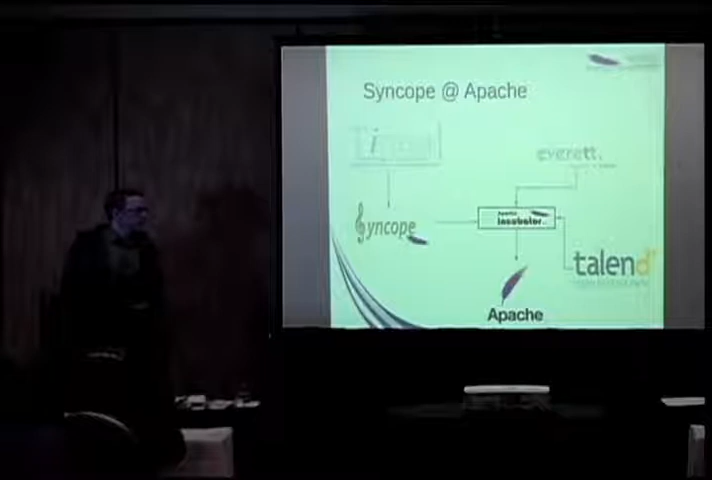 Syncope @ Apache
everett.
Syncope
Apache
incubator
talend
Apache